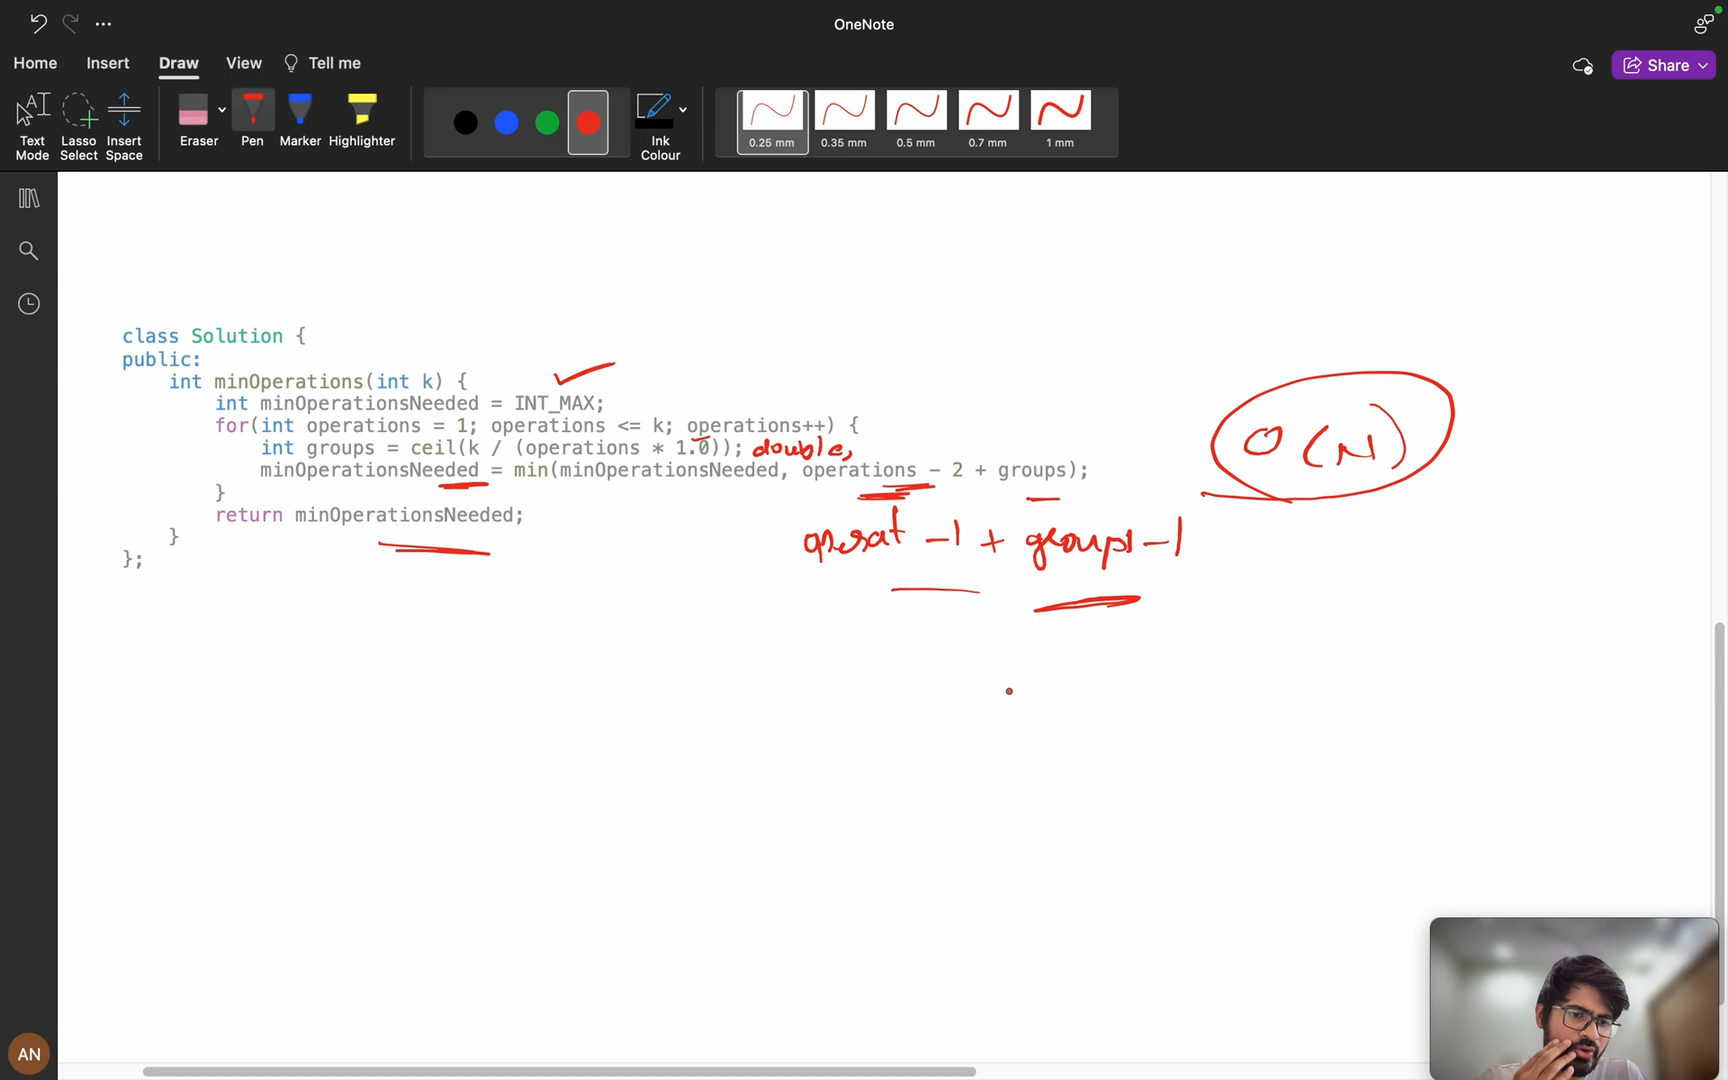 OneNote
Home Insert Draw View Tell me
Share
Text Mode
Lasso Select
Insert Space
Eraser
Pen
Marker
Highlighter
Ink Colour
0.25 mm
0.35 mm
0.5 mm
0.7 mm
1 mm
class Solution {
public:
int minOperations(int k) {
int minOperationsNeeded = INT_MAX;
for(int operations = 1; operations <= k; operations++) {
int groups = ceil(k / (operations * 1.0)); double,
minOperationsNeeded = min(minOperationsNeeded, operations - 2 + groups);
}
return minOperationsNeeded;
}
};
O(N)
operat -1 + groups -1
AN